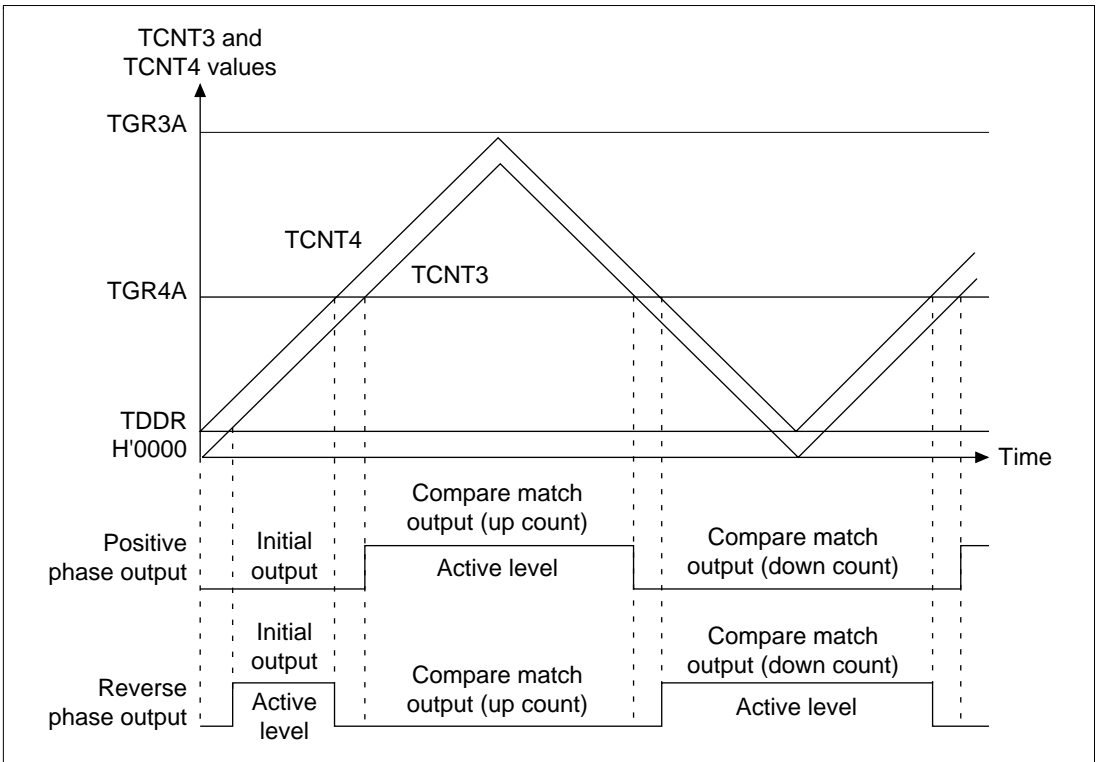 TCNT3 and
TCNT4 values
TGR3A
TCNT4
TCNT3
TGR4A
TDDR
H'0000
Time
Compare match
output (up count)
Positive
phase output
Initial
output
Active level
Compare match
output (down count)
Initial
output
Compare match
output (down count)
Reverse
phase output
Active
level
Compare match
output (up count)
Active level